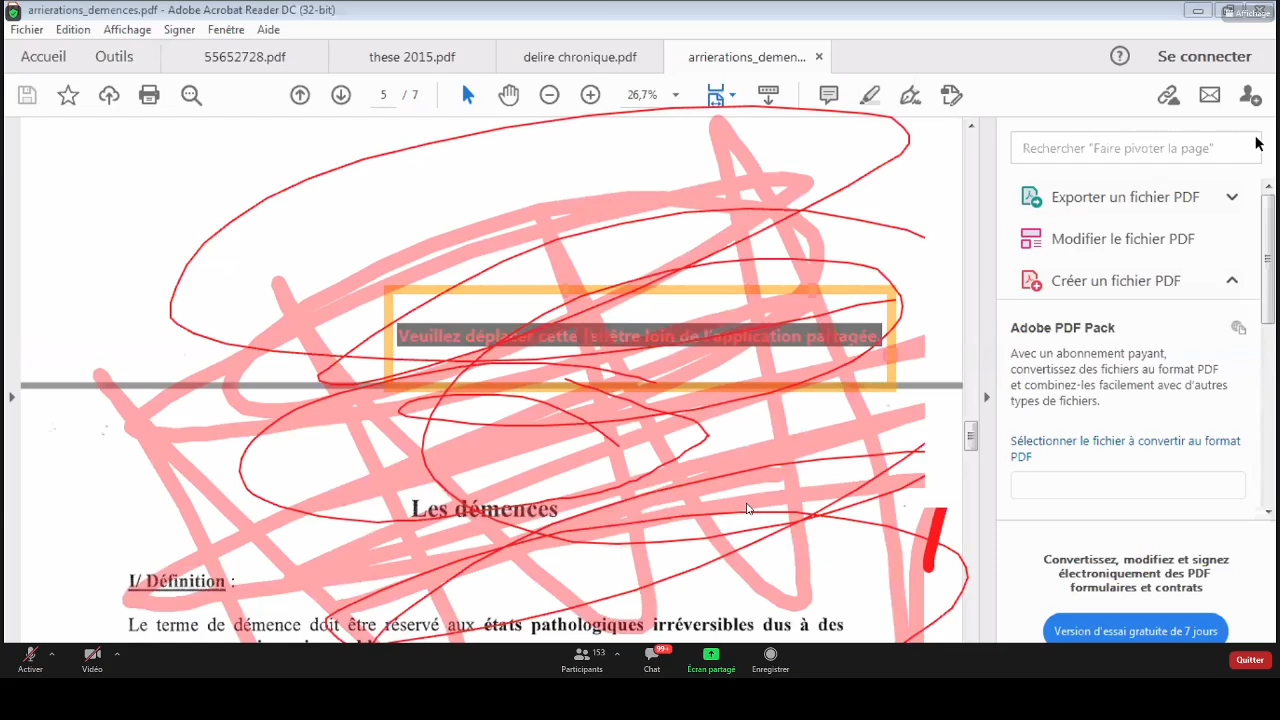 arrierations_demences.pdf - Adobe Acrobat Reader DC (32-bit)
Affichage
Fichier Edition Affichage Signer Fenêtre Aide
Accueil Outils 55652728.pdf these 2015.pdf delire chronique.pdf arrierations_demen... × Se connecter
5 / 7 26,7%
Rechercher "Faire pivoter la page"
Exporter un fichier PDF
Modifier le fichier PDF
Créer un fichier PDF
Adobe PDF Pack
Avec un abonnement payant,
convertissez des fichiers au format PDF
et combinez-les facilement avec d'autres
types de fichiers.
Sélectionner le fichier à convertir au format
PDF
Convertissez, modifiez et signez
électroniquement des PDF
formulaires et contrats
Version d'essai gratuite de 7 jours
Veuillez déplacer cette fenêtre loin de l'application partagée
Les démences
I/ Définition :
Le terme de démence doit être réservé aux états pathologiques irréversibles dus à des
Activer Vidéo Participants 153 Chat 99+ Écran partagé Enregistrer Quitter